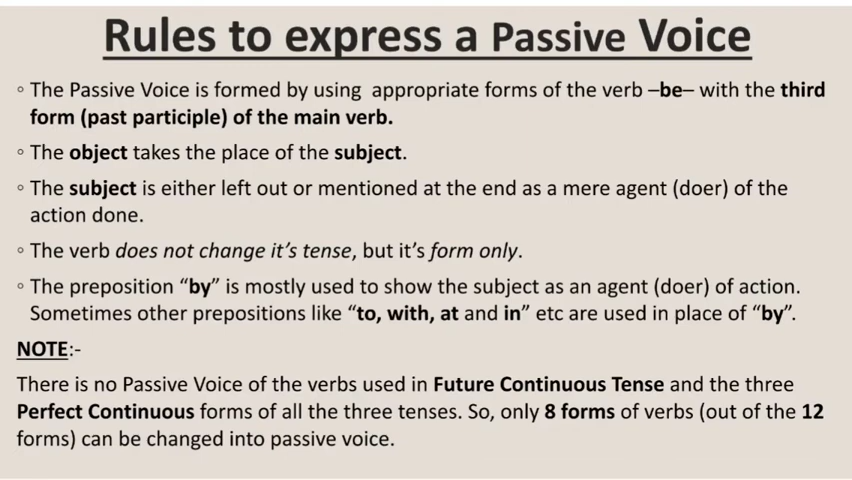 Rules to express a Passive Voice
◦ The Passive Voice is formed by using appropriate forms of the verb –be– with the third
form (past participle) of the main verb.
◦ The object takes the place of the subject.
◦ The subject is either left out or mentioned at the end as a mere agent (doer) of the
action done.
◦ The verb does not change it’s tense, but it’s form only.
◦ The preposition “by” is mostly used to show the subject as an agent (doer) of action.
Sometimes other prepositions like “to, with, at and in” etc are used in place of “by”.
NOTE:-
There is no Passive Voice of the verbs used in Future Continuous Tense and the three
Perfect Continuous forms of all the three tenses. So, only 8 forms of verbs (out of the 12
forms) can be changed into passive voice.